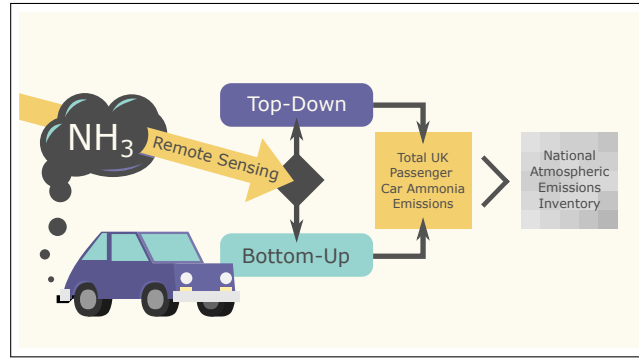 NH3
Remote Sensing
Top-Down
Bottom-Up
Total UK
Passenger
Car Ammonia
Emissions
National
Atmospheric
Emissions
Inventory